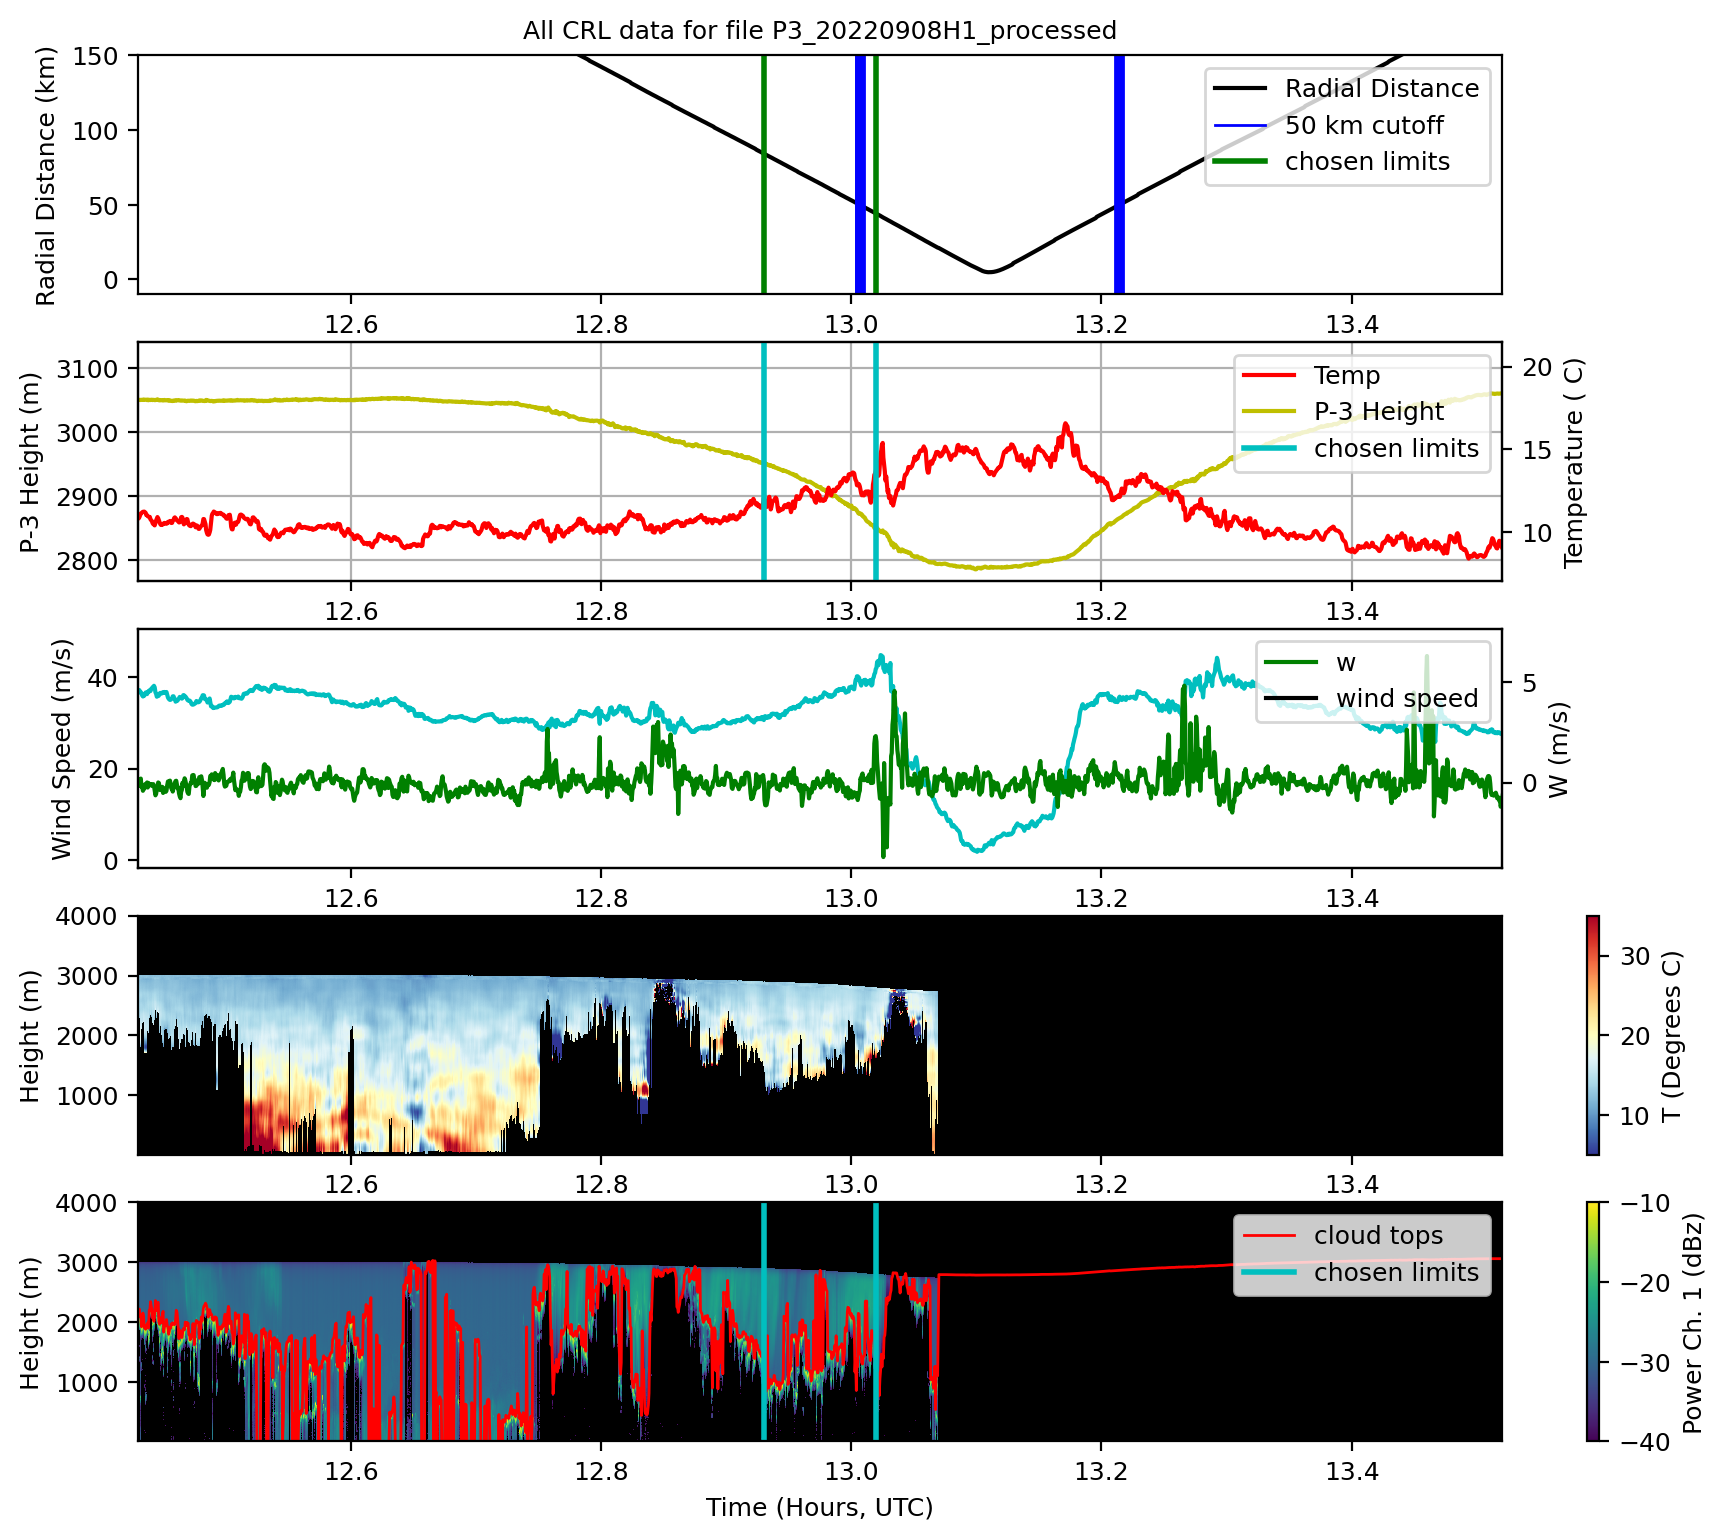 All CRL data for file P3_20220908H1_processed
Radial Distance (km)
150
100
50
0
Radial Distance
50 km cutoff
chosen limits
12.6 12.8 13.0 13.2 13.4
P-3 Height (m)
3100
3000
2900
2800
Temp
P-3 Height
chosen limits
20
15
10
Temperature ( C)
12.6 12.8 13.0 13.2 13.4
Wind Speed (m/s)
40
20
0
w
wind speed
5
0
W (m/s)
12.6 12.8 13.0 13.2 13.4
Height (m)
4000
3000
2000
1000
30
20
10
T (Degrees C)
12.6 12.8 13.0 13.2 13.4
Height (m)
4000
3000
2000
1000
cloud tops
chosen limits
−10
−20
−30
−40
Power Ch. 1 (dBz)
12.6 12.8 13.0 13.2 13.4
Time (Hours, UTC)